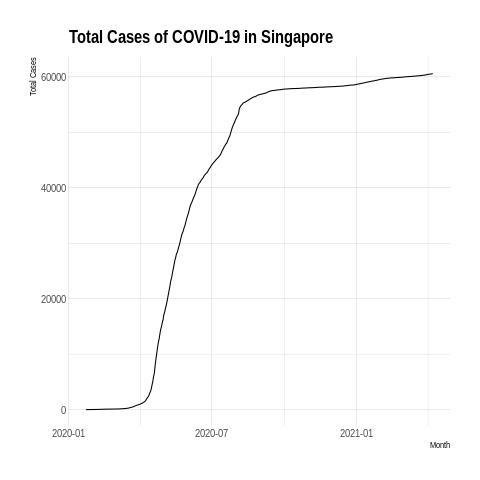 Total Cases of COVID-19 in Singapore
Total Cases
60000
40000
20000
0
2020-01
2020-07
2021-01
Month